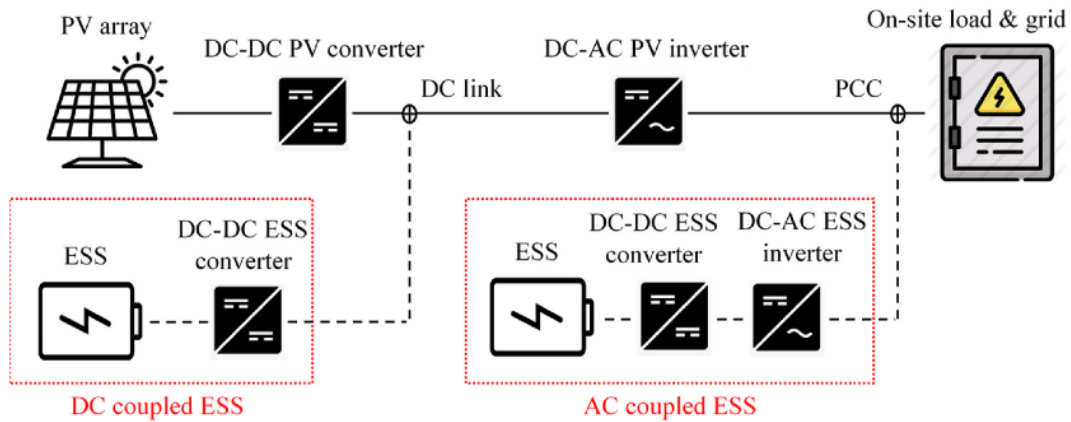 PV array
DC-DC PV converter
DC link
DC-AC PV inverter
PCC
On-site load & grid
ESS
DC-DC ESS
converter
DC coupled ESS
ESS
DC-DC ESS
converter
DC-AC ESS
inverter
AC coupled ESS